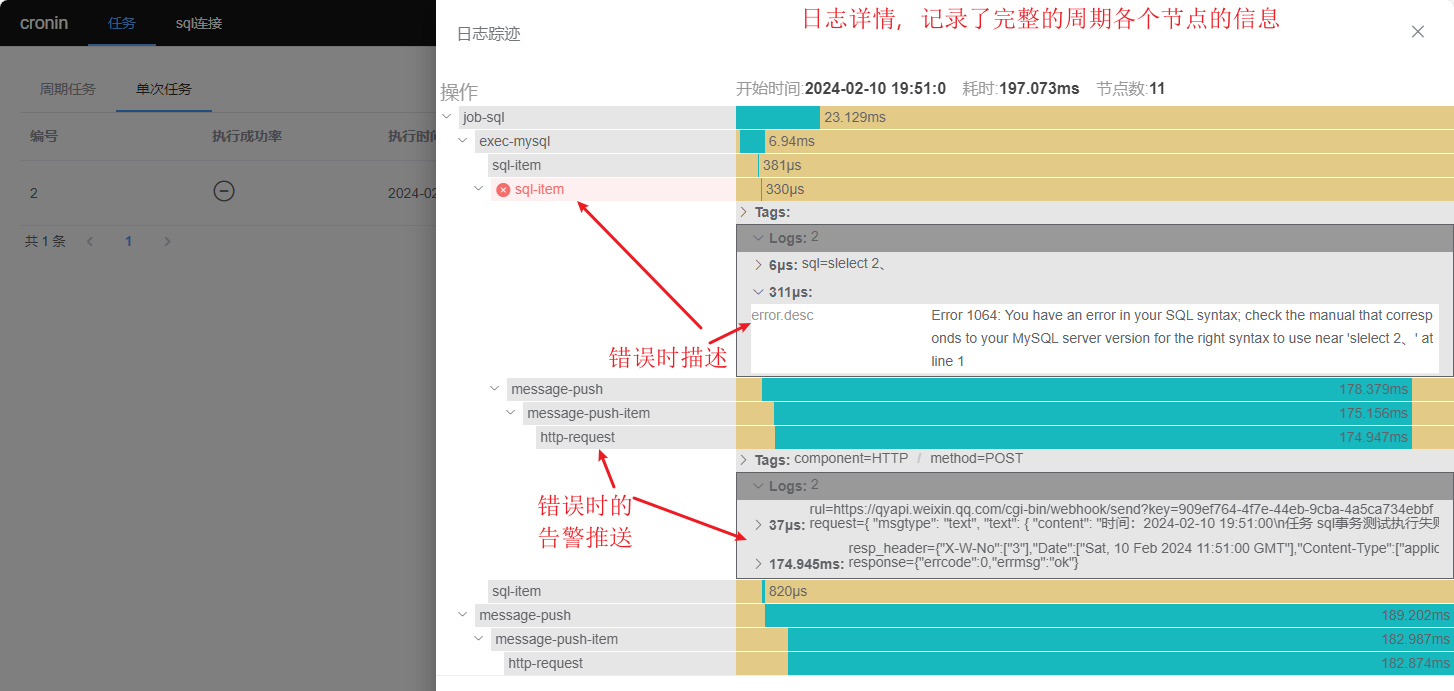 cronin 任务 sql连接
日志详情，记录了完整的周期各个节点的信息
日志踪迹
周期任务 单次任务
操作
开始时间:2024-02-10 19:51:0 耗时:197.073ms 节点数:11
编号 执行成功率 执行时间
2 2024-02
共 1 条 1
job-sql 23.129ms
exec-mysql 6.94ms
sql-item 381μs
sql-item 330μs
Tags:
Logs: 2
6μs: sql=slelect 2、
311μs:
error.desc Error 1064: You have an error in your SQL syntax; check the manual that corresp
onds to your MySQL server version for the right syntax to use near 'slelect 2、' at
line 1
错误时描述
message-push 178.379ms
message-push-item 175.156ms
http-request 174.947ms
Tags: component=HTTP / method=POST
Logs: 2
错误时的
告警推送
rul=https://qyapi.weixin.qq.com/cgi-bin/webhook/send?key=909ef764-4f7e-44eb-9cba-4a5ca734ebbf
37μs: request={ "msgtype": "text", "text": { "content": "时间：2024-02-10 19:51:00\n任务 sql事务测试执行失败
resp_header={"X-W-No":["3"],"Date":["Sat, 10 Feb 2024 11:51:00 GMT"],"Content-Type":["applic
174.945ms: response={"errcode":0,"errmsg":"ok"}
sql-item 820μs
message-push 189.202ms
message-push-item 182.987ms
http-request 182.874ms